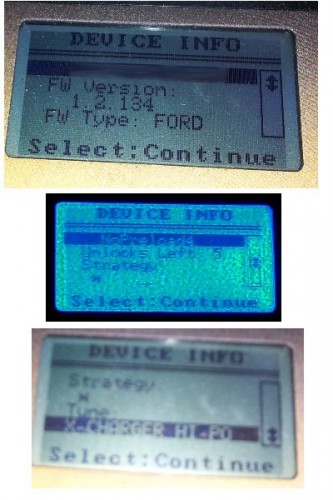 DEVICE INFO
FW Version:
1.2.134
FW Type: FORD
Select:Continue
DEVICE INFO
NoPreloads
Unlocks Left: 5
Strategy:
*
Select:Continue
DEVICE INFO
Strategy:
*
Tune:
X-CHARGER HI-PO
Select:Continue